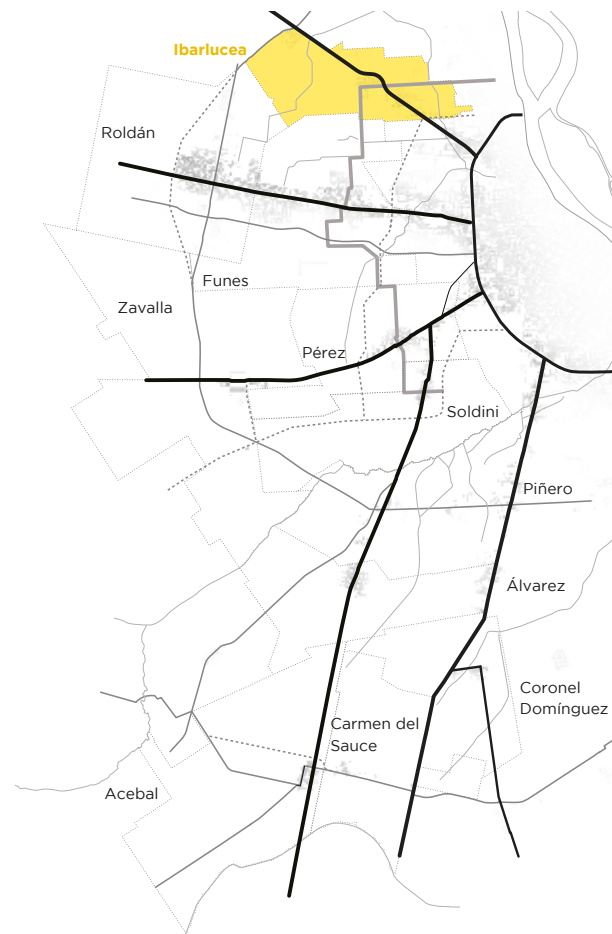 Ibarlucea
Roldán
Funes
Zavalla
Pérez
Soldini
Piñero
Álvarez
Coronel
Domínguez
Carmen del
Sauce
Acebal